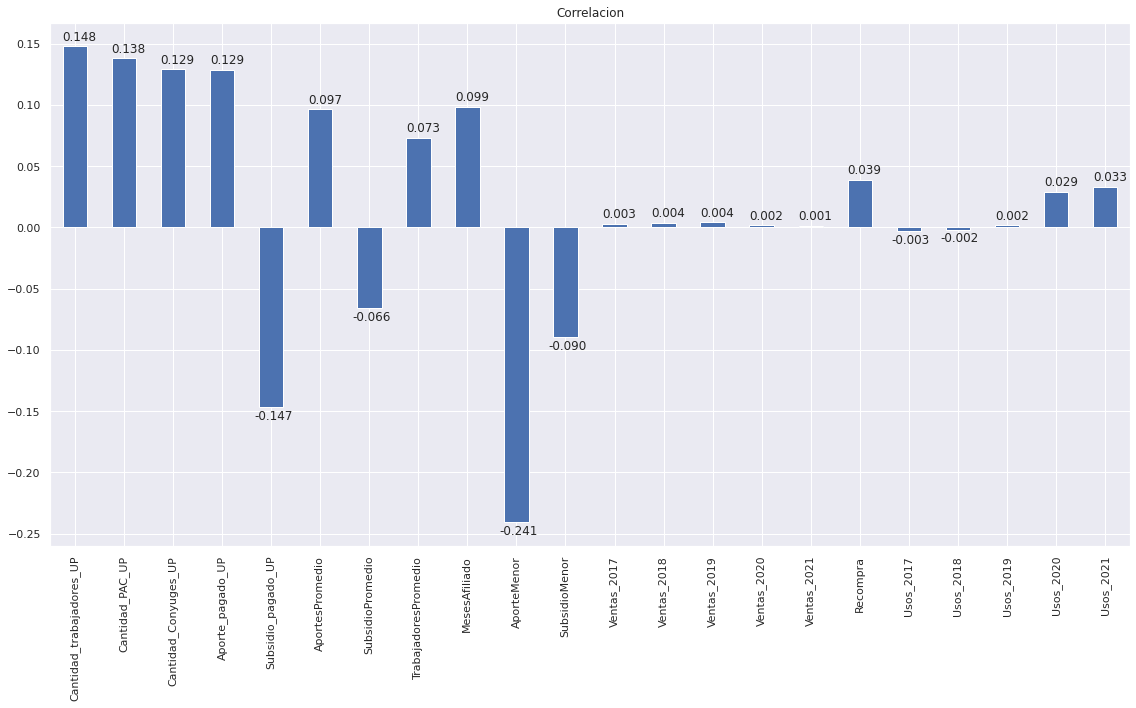 Correlacion
0.15
0.10
0.05
0.00
−0.05
−0.10
−0.15
−0.20
−0.25
0.148
0.138
0.129
0.129
-0.147
0.097
-0.066
0.073
0.099
-0.241
-0.090
0.003
0.004
0.004
0.002
0.001
0.039
-0.003
-0.002
0.002
0.029
0.033
Cantidad_trabajadores_UP
Cantidad_PAC_UP
Cantidad_Conyuges_UP
Aporte_pagado_UP
Subsidio_pagado_UP
AportesPromedio
SubsidioPromedio
TrabajadoresPromedio
MesesAfiliado
AporteMenor
SubsidioMenor
Ventas_2017
Ventas_2018
Ventas_2019
Ventas_2020
Ventas_2021
Recompra
Usos_2017
Usos_2018
Usos_2019
Usos_2020
Usos_2021